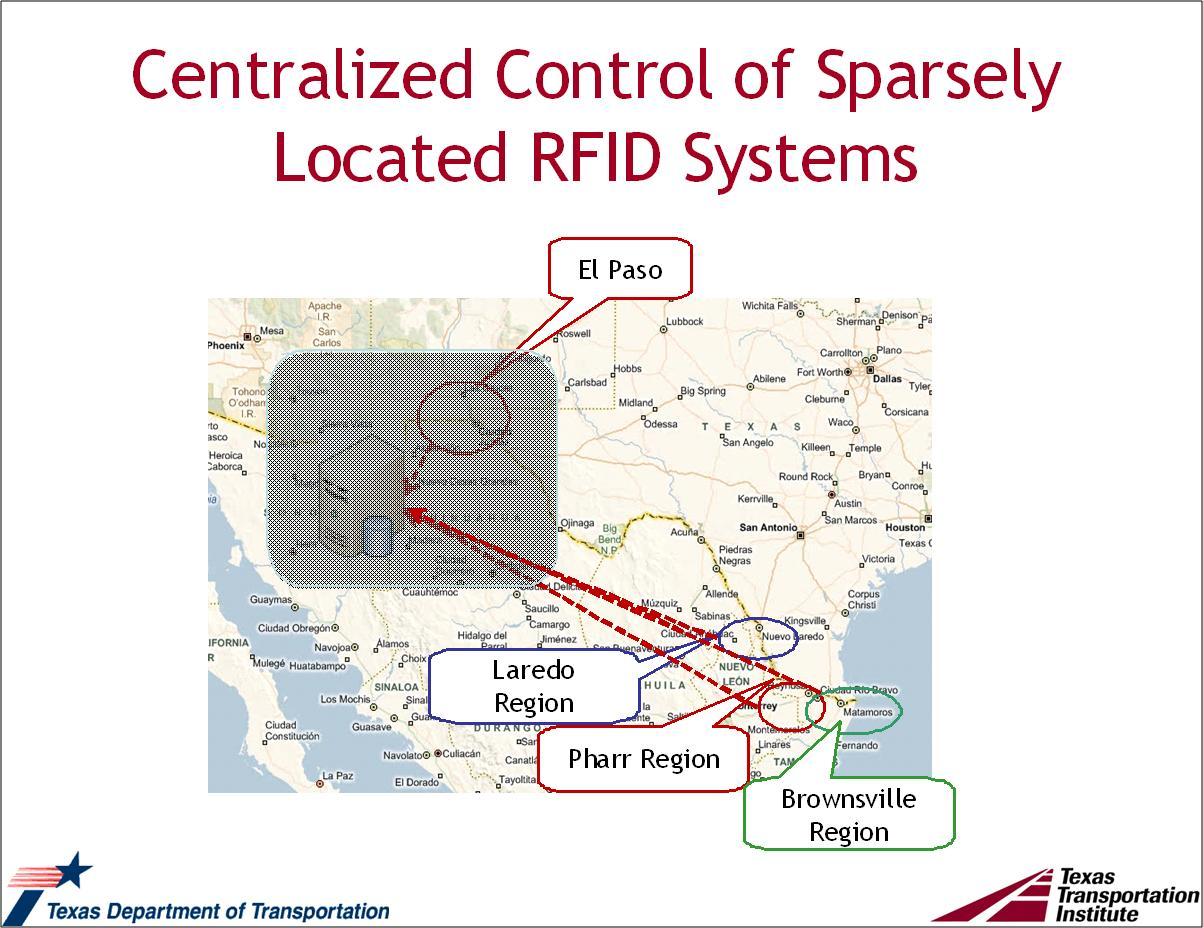 Centralized Control of Sparsely
Located RFID Systems
El Paso
Apache
I.R.
San
Carlos
Mesa
Phoenix
Roswell
Lubbock
Wichita Falls
Sherman
Denison
Carrollton
Plano
Fort Worth
Dallas
Tyler
Hobbs
Carlsbad
Abilene
Big Spring
Cleburne
Midland
Corsicana
Tohono
O'odham
I.R.
Odessa
TEXAS
Waco
San Angelo
Killeen
Temple
Heroica
Caborca
Round Rock
Bryan
Conroe
Kerrville
Austin
San Marcos
San Antonio
Houston
Ojinaga
Big
Bend
N.P.
Acuña
Victoria
Piedras
Negras
Cuauhtémoc
Allende
Corpus
Christi
Guaymas
Saucillo
Múzquiz
Sabinas
Kingsville
Ciudad Obregón
Camargo
Nuevo Laredo
Navojoa
Álamos
Hidalgo del
Parral
Jiménez
Mulegé
Huatabampo
Choix
NUEVO
LEÓN
Laredo
Region
SINALOA
Ciudad Río Bravo
Los Mochis
Matamoros
Guasave
Ciudad
Constitución
DURANGO
Montemorelos
Linares
Fernando
Navolato
Culiacán
Pharr Region
La Paz
El Dorado
Tayoltita
Brownsville
Region
Texas Department of Transportation
Texas
Transportation
Institute